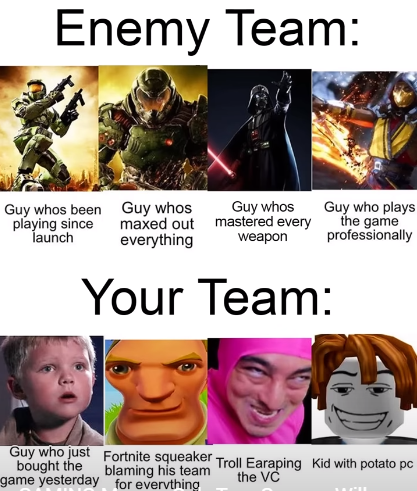 Enemy Team:
Guy whos been
playing since
launch
Guy whos
maxed out
everything
Guy whos
mastered every
weapon
Guy who plays
the game
professionally
Your Team:
Guy who just
bought the
game yesterday
Fortnite squeaker
blaming his team
for everything
Troll Earaping
the VC
Kid with potato pc